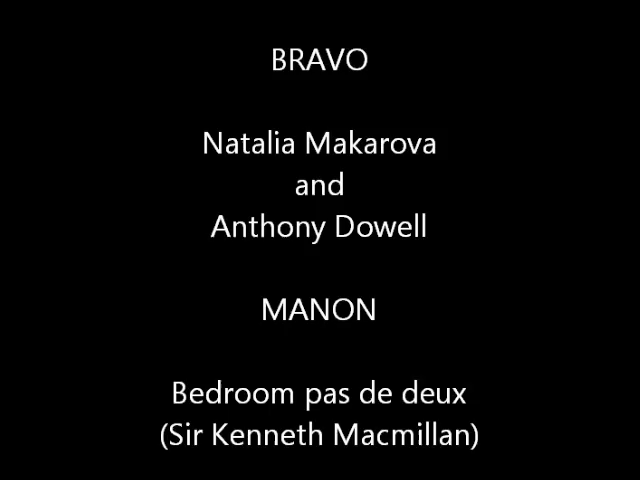 BRAVO
Natalia Makarova
and
Anthony Dowell
MANON
Bedroom pas de deux
(Sir Kenneth Macmillan)